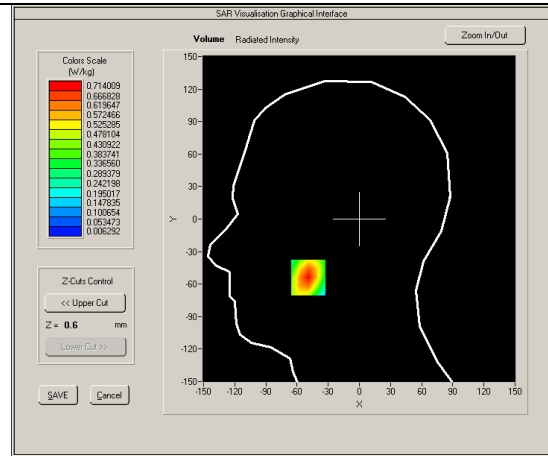 SAR Visualisation Graphical Interface
Volume Radiated Intensity
Zoom In/Out
Colors Scale
(W/kg)
0.714009
0.666828
0.619647
0.572466
0.525285
0.478104
0.430922
0.383741
0.336560
0.289379
0.242198
0.195017
0.147835
0.100654
0.053473
0.006292
Z-Cuts Control
<< Upper Cut
Z = 0.6 mm
Lower Cut >>
SAVE Cancel
150
120
90
60
30
Y 0
-30
-60
-90
-120
-150
-150 -120 -90 -60 -30 0 30 60 90 120 150
X